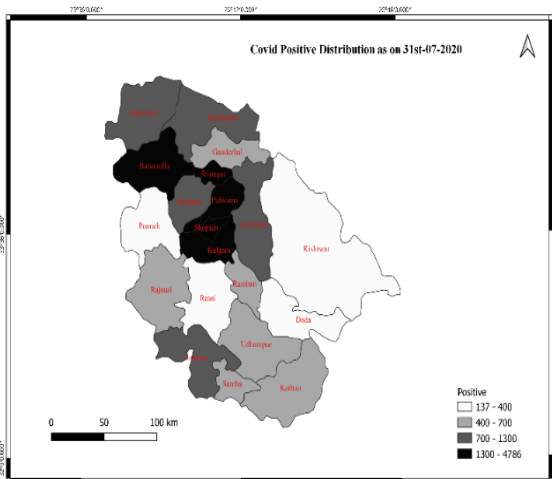 Covid Positive Distribution as on 31st-07-2020
Ganderbal
Baramulla
Srinagar
Pulwama
Poonch
Shopian
Kulgam
Kishtwar
Rajouri
Reasi
Ramban
Doda
Udhampur
Samba
Kathua
Positive
137 - 400
400 - 700
700 - 1300
1300 - 4786
0 50 100 km